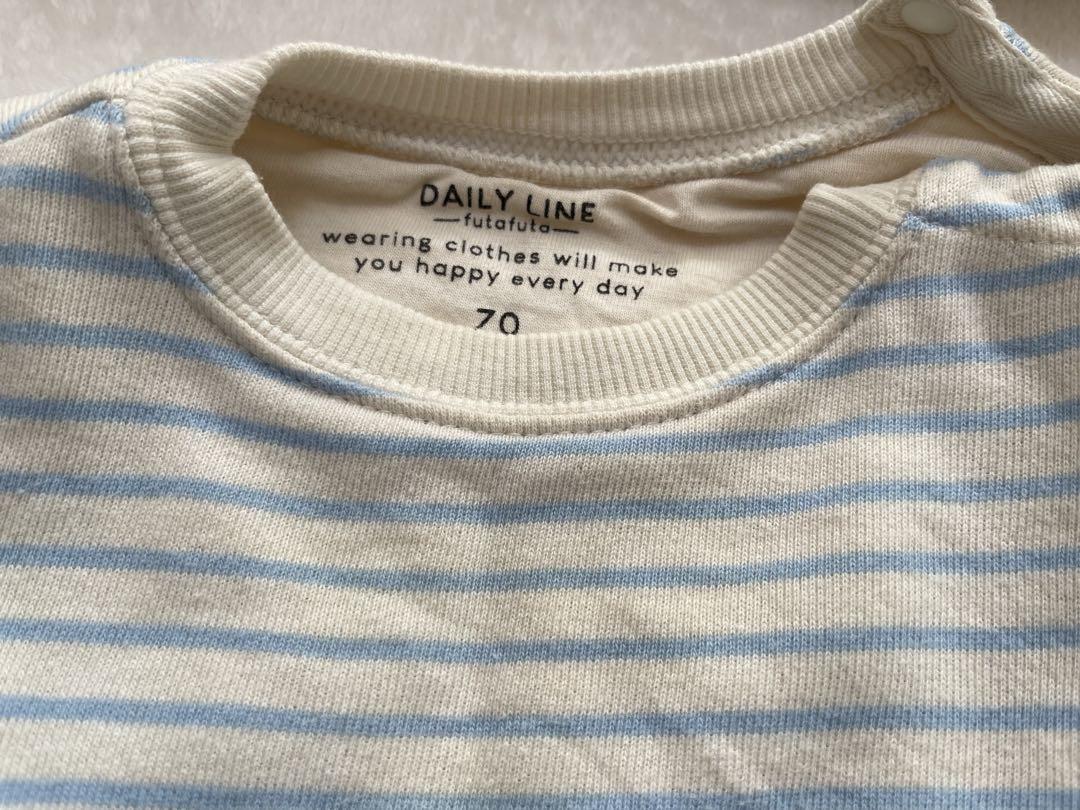 DAILY LINE
—futafuta—
wearing clothes will make
you happy every day
70